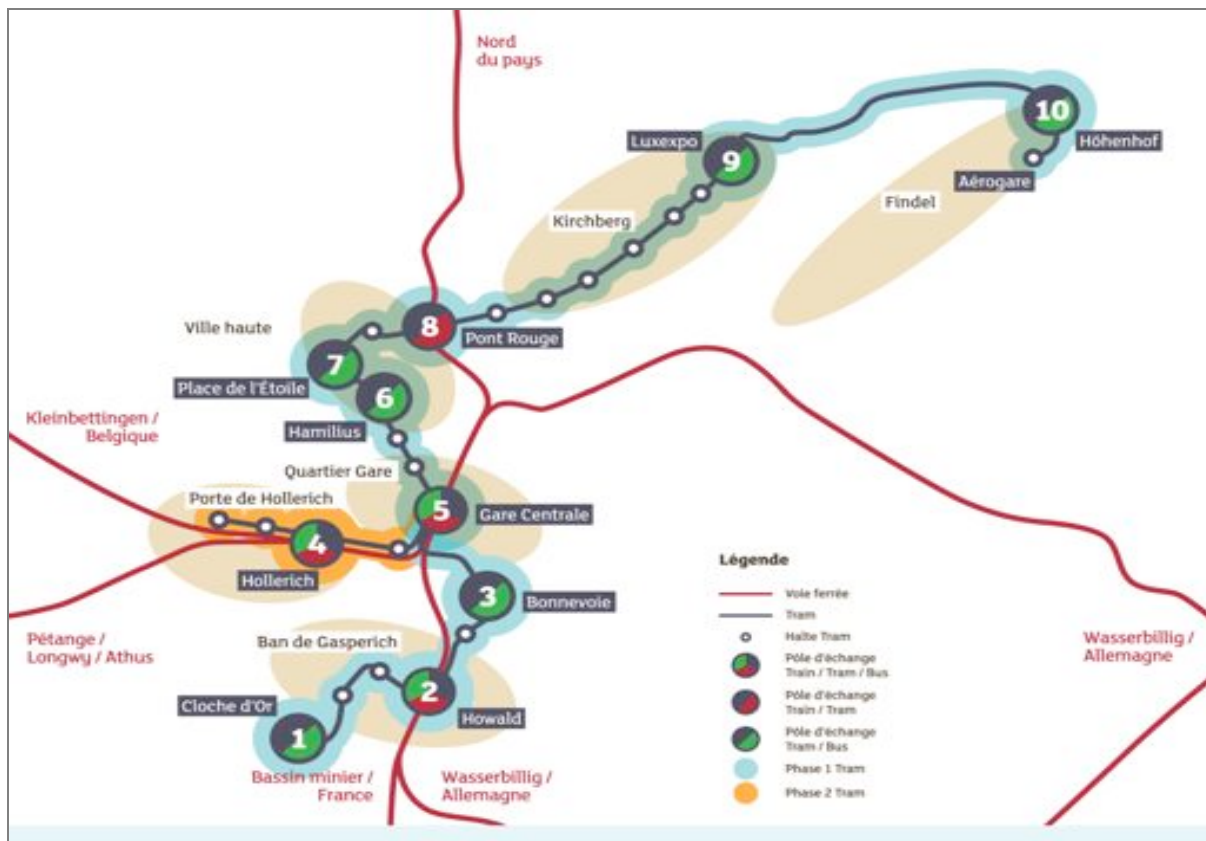 Nord
du pays
10
Luxexpo
9
Höhenhof
Aérogare
Findel
Kirchberg
Ville haute
8
Pont Rouge
7
Place de l'Étoile
6
Hamilius
Kleinbettingen /
Belgique
Quartier Gare
Porte de Hollerich
5
Gare Centrale
4
Hollerich
3
Bonnevoie
Pétange /
Longwy / Athus
Ban de Gasperich
Cloche d'Or
2
Howald
1
Bassin minier /
France
Wasserbillig /
Allemagne
Wasserbillig /
Allemagne
Légende
Voie ferrée
Tram
Halte Tram
Pôle d'échange
Train / Tram / Bus
Pôle d'échange
Train / Tram
Pôle d'échange
Tram / Bus
Phase 1 Tram
Phase 2 Tram